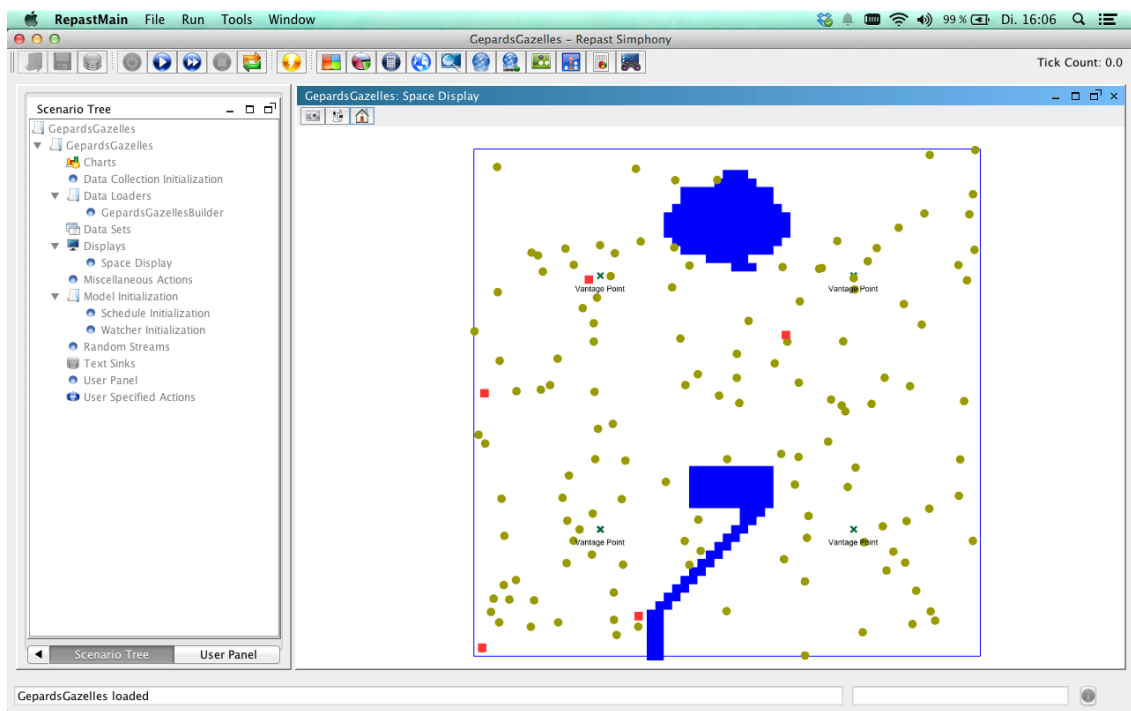 RepastMain File Run Tools Window 99 % Di. 16:06
GepardsGazelles – Repast Simphony
Tick Count: 0.0
Scenario Tree
GepardsGazelles
GepardsGazelles
Charts
Data Collection Initialization
Data Loaders
GepardsGazellesBuilder
Data Sets
Displays
Space Display
Miscellaneous Actions
Model Initialization
Schedule Initialization
Watcher Initialization
Random Streams
Text Sinks
User Panel
User Specified Actions
Scenario Tree User Panel
GepardsGazelles: Space Display
Vantage Point Vantage Point
Vantage Point Vantage Point
GepardsGazelles loaded